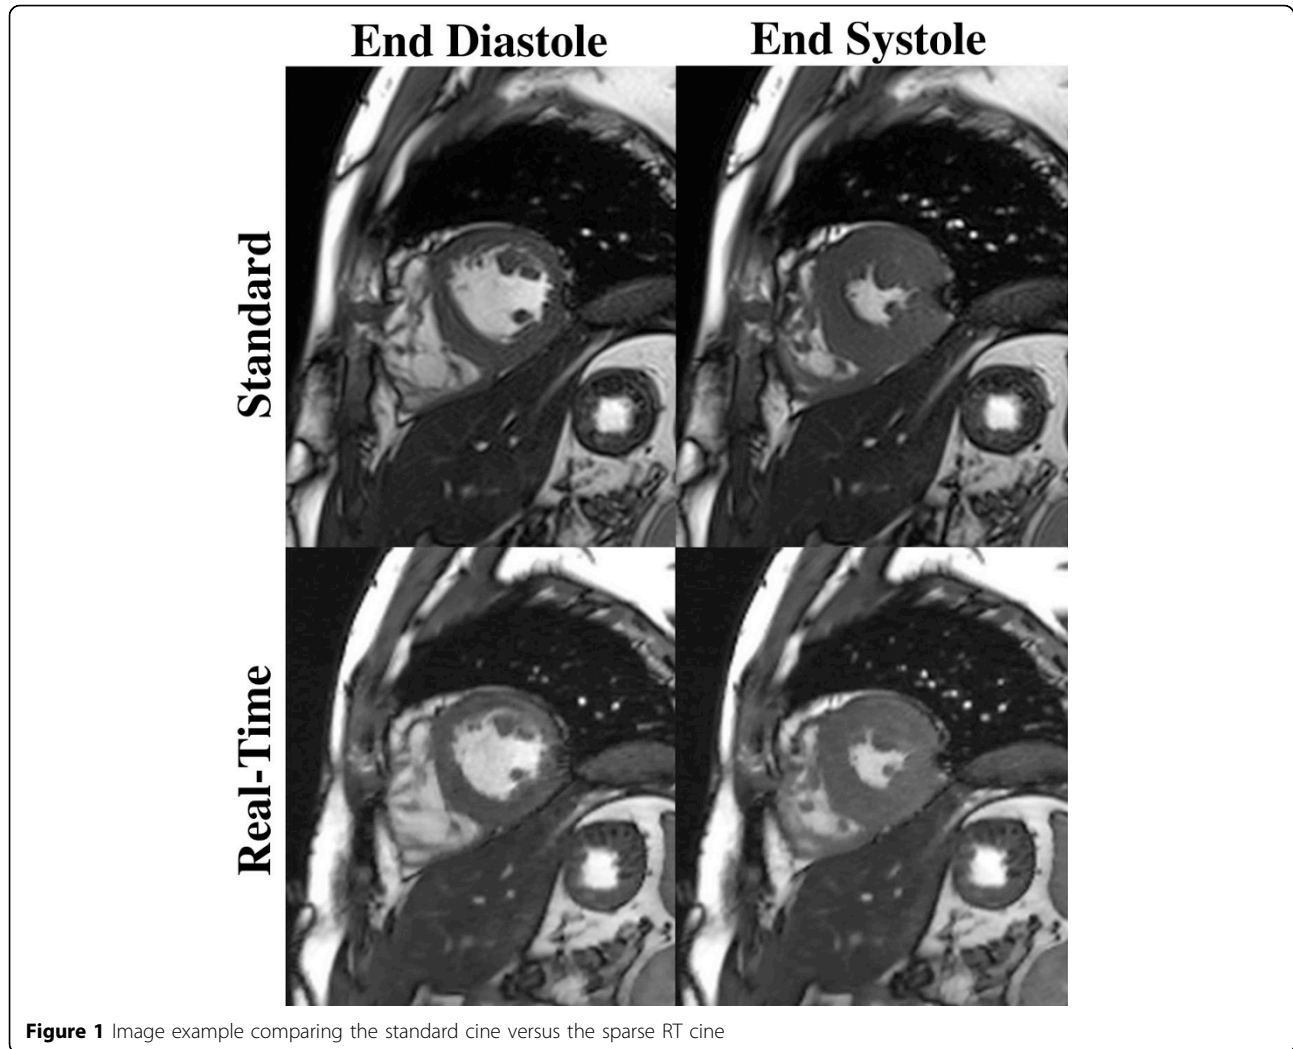 End Diastole End Systole
Standard
Real-Time
Figure 1 Image example comparing the standard cine versus the sparse RT cine